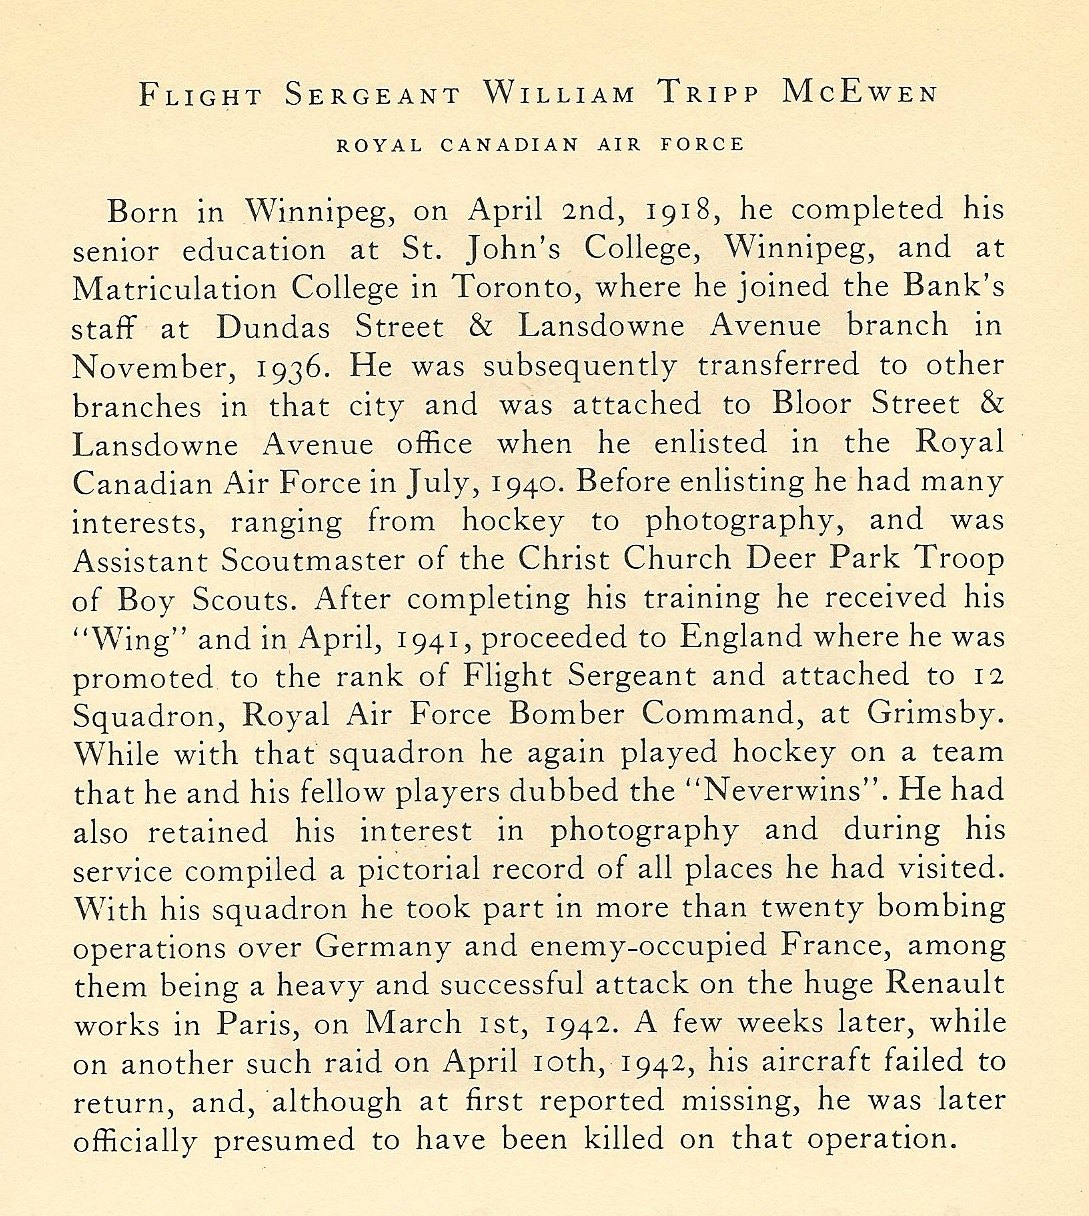 Flight Sergeant William Tripp McEwen
ROYAL CANADIAN AIR FORCE
Born in Winnipeg, on April 2nd, 1918, he completed his
senior education at St. John's College, Winnipeg, and at
Matriculation College in Toronto, where he joined the Bank's
staff at Dundas Street & Lansdowne Avenue branch in
November, 1936. He was subsequently transferred to other
branches in that city and was attached to Bloor Street &
Lansdowne Avenue office when he enlisted in the Royal
Canadian Air Force in July, 1940. Before enlisting he had many
interests, ranging from hockey to photography, and was
Assistant Scoutmaster of the Christ Church Deer Park Troop
of Boy Scouts. After completing his training he received his
"Wing" and in April, 1941, proceeded to England where he was
promoted to the rank of Flight Sergeant and attached to 12
Squadron, Royal Air Force Bomber Command, at Grimsby.
While with that squadron he again played hockey on a team
that he and his fellow players dubbed the "Neverwins". He had
also retained his interest in photography and during his
service compiled a pictorial record of all places he had visited.
With his squadron he took part in more than twenty bombing
operations over Germany and enemy-occupied France, among
them being a heavy and successful attack on the huge Renault
works in Paris, on March 1st, 1942. A few weeks later, while
on another such raid on April 10th, 1942, his aircraft failed to
return, and, although at first reported missing, he was later
officially presumed to have been killed on that operation.